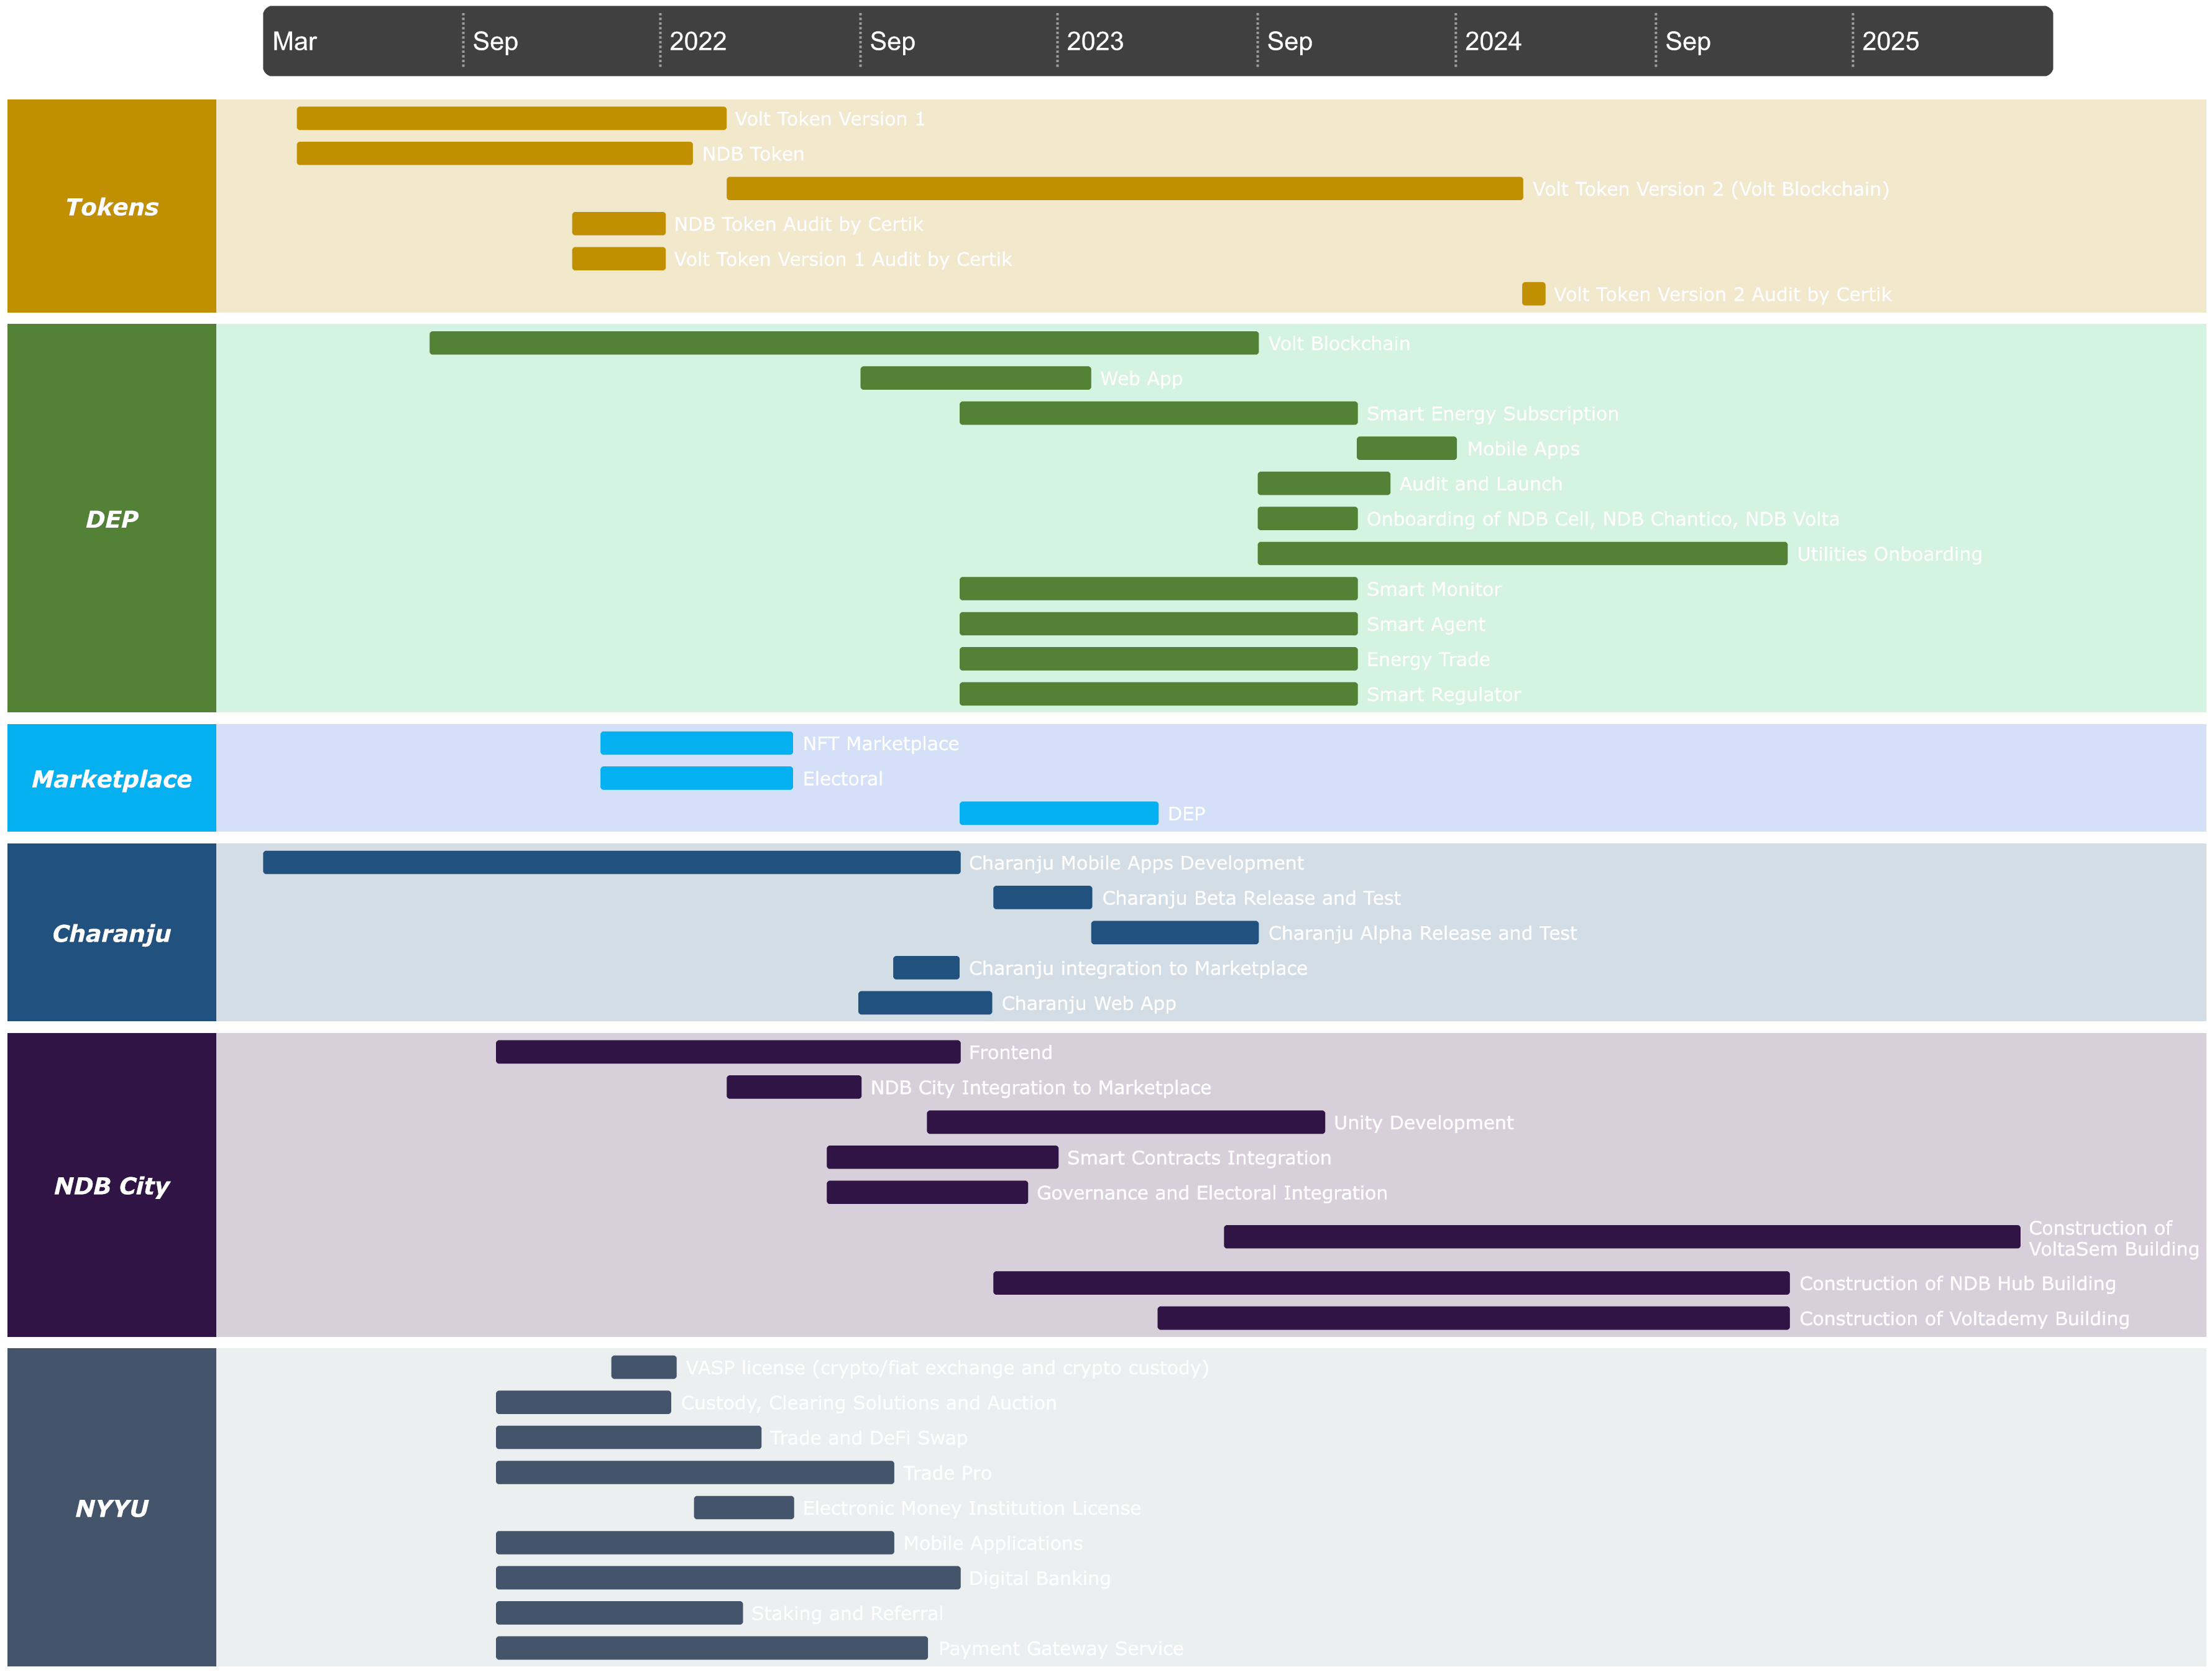 Mar
Sep
2022
Sep
2023
Sep
2024
Sep
2025
Tokens
Volt Token Version 1
NDB Token
Volt Token Version 2 (Volt Blockchain)
NDB Token Audit by Certik
Volt Token Version 1 Audit by Certik
Volt Token Version 2 Audit by Certik
DEP
Volt Blockchain
Web App
Smart Energy Subscription
Mobile Apps
Audit and Launch
Onboarding of NDB Cell, NDB Chantico, NDB Volta
Utilities Onboarding
Smart Monitor
Smart Agent
Energy Trade
Smart Regulator
Marketplace
NFT Marketplace
Electoral
DEP
Charanju
Charanju Mobile Apps Development
Charanju Beta Release and Test
Charanju Alpha Release and Test
Charanju integration to Marketplace
Charanju Web App
NDB City
Frontend
NDB City Integration to Marketplace
Unity Development
Smart Contracts Integration
Governance and Electoral Integration
Construction of
VoltaSem Building
Construction of NDB Hub Building
Construction of Voltademy Building
NYYU
VASP license (crypto/fiat exchange and crypto custody)
Custody, Clearing Solutions and Auction
Trade and DeFi Swap
Trade Pro
Electronic Money Institution License
Mobile Applications
Digital Banking
Staking and Referral
Payment Gateway Service